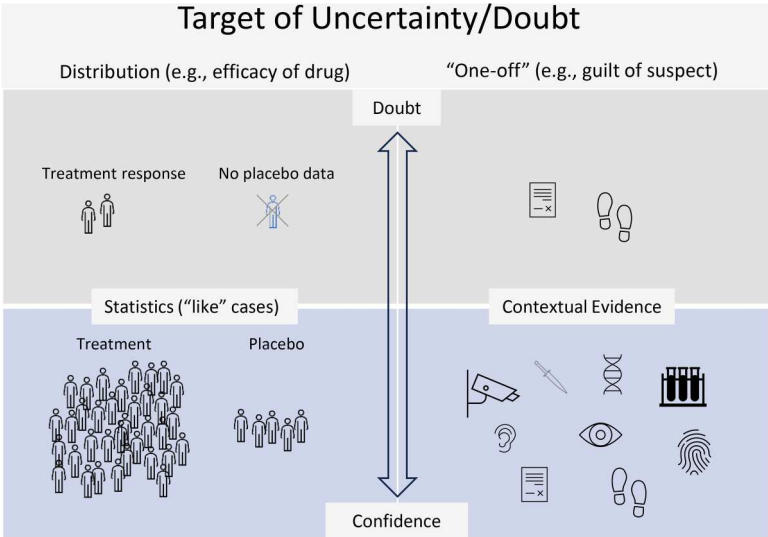 Target of Uncertainty/Doubt
Distribution (e.g., efficacy of drug)
“One-off” (e.g., guilt of suspect)
Doubt
Treatment response
No placebo data
Statistics (“like” cases)
Contextual Evidence
Treatment
Placebo
Confidence